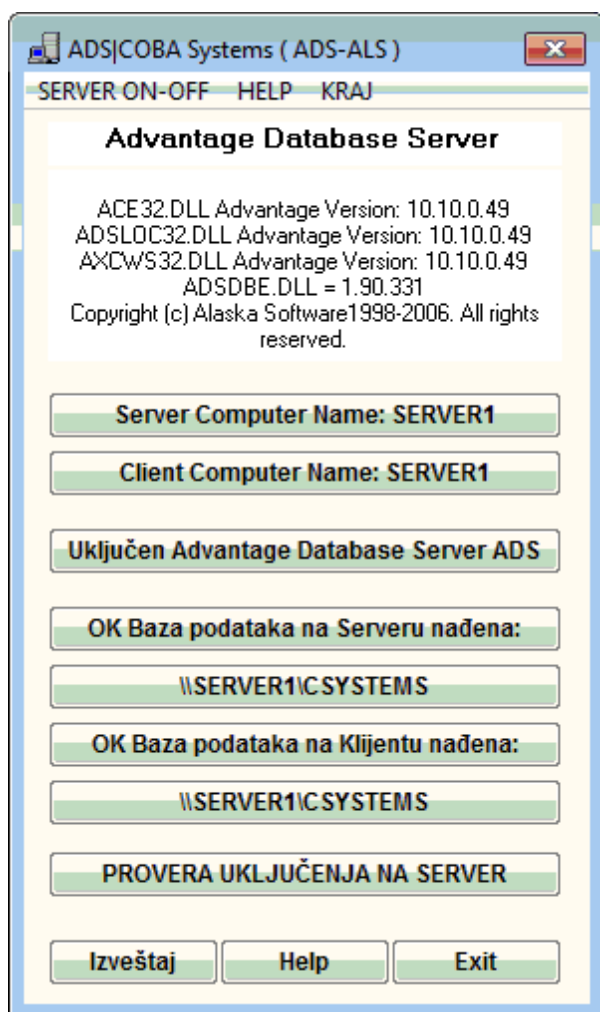 ADS|COBA Systems ( ADS-ALS )
SERVER ON-OFF HELP KRAJ
Advantage Database Server
ACE32.DLL Advantage Version: 10.10.0.49
ADSLOC32.DLL Advantage Version: 10.10.0.49
AXCWS32.DLL Advantage Version: 10.10.0.49
ADSDBE.DLL = 1.90.331
Copyright (c) Alaska Software1998-2006. All rights
reserved.
Server Computer Name: SERVER1
Client Computer Name: SERVER1
Uključen Advantage Database Server ADS
OK Baza podataka na Serveru nađena:
\\SERVER1\CSYSTEMS
OK Baza podataka na Klijentu nađena:
\\SERVER1\CSYSTEMS
PROVERA UKLJUČENJA NA SERVER
Izveštaj Help Exit